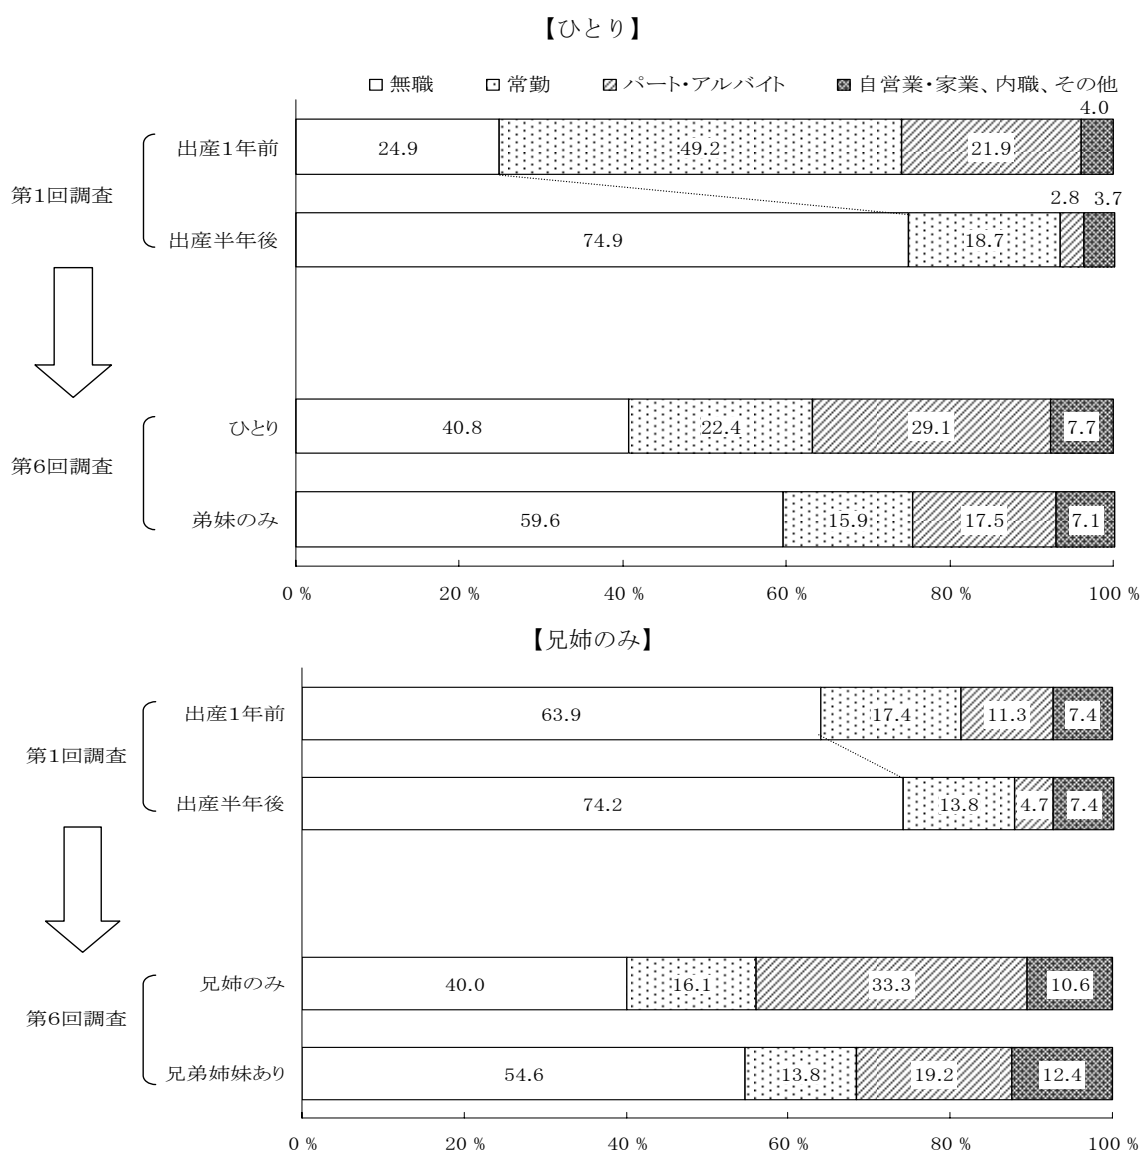 【ひとり】
無職 常勤 パート・アルバイト 自営業・家業、内職、その他
4.0
出産1年前 24.9 49.2 21.9
第1回調査
2.8 3.7
出産半年後 74.9 18.7
ひとり 40.8 22.4 29.1 7.7
第6回調査
弟妹のみ 59.6 15.9 17.5 7.1
0 % 20 % 40 % 60 % 80 % 100 %
【兄姉のみ】
出産1年前 63.9 17.4 11.3 7.4
第1回調査
出産半年後 74.2 13.8 4.7 7.4
兄姉のみ 40.0 16.1 33.3 10.6
第6回調査
兄弟姉妹あり 54.6 13.8 19.2 12.4
0 % 20 % 40 % 60 % 80 % 100 %